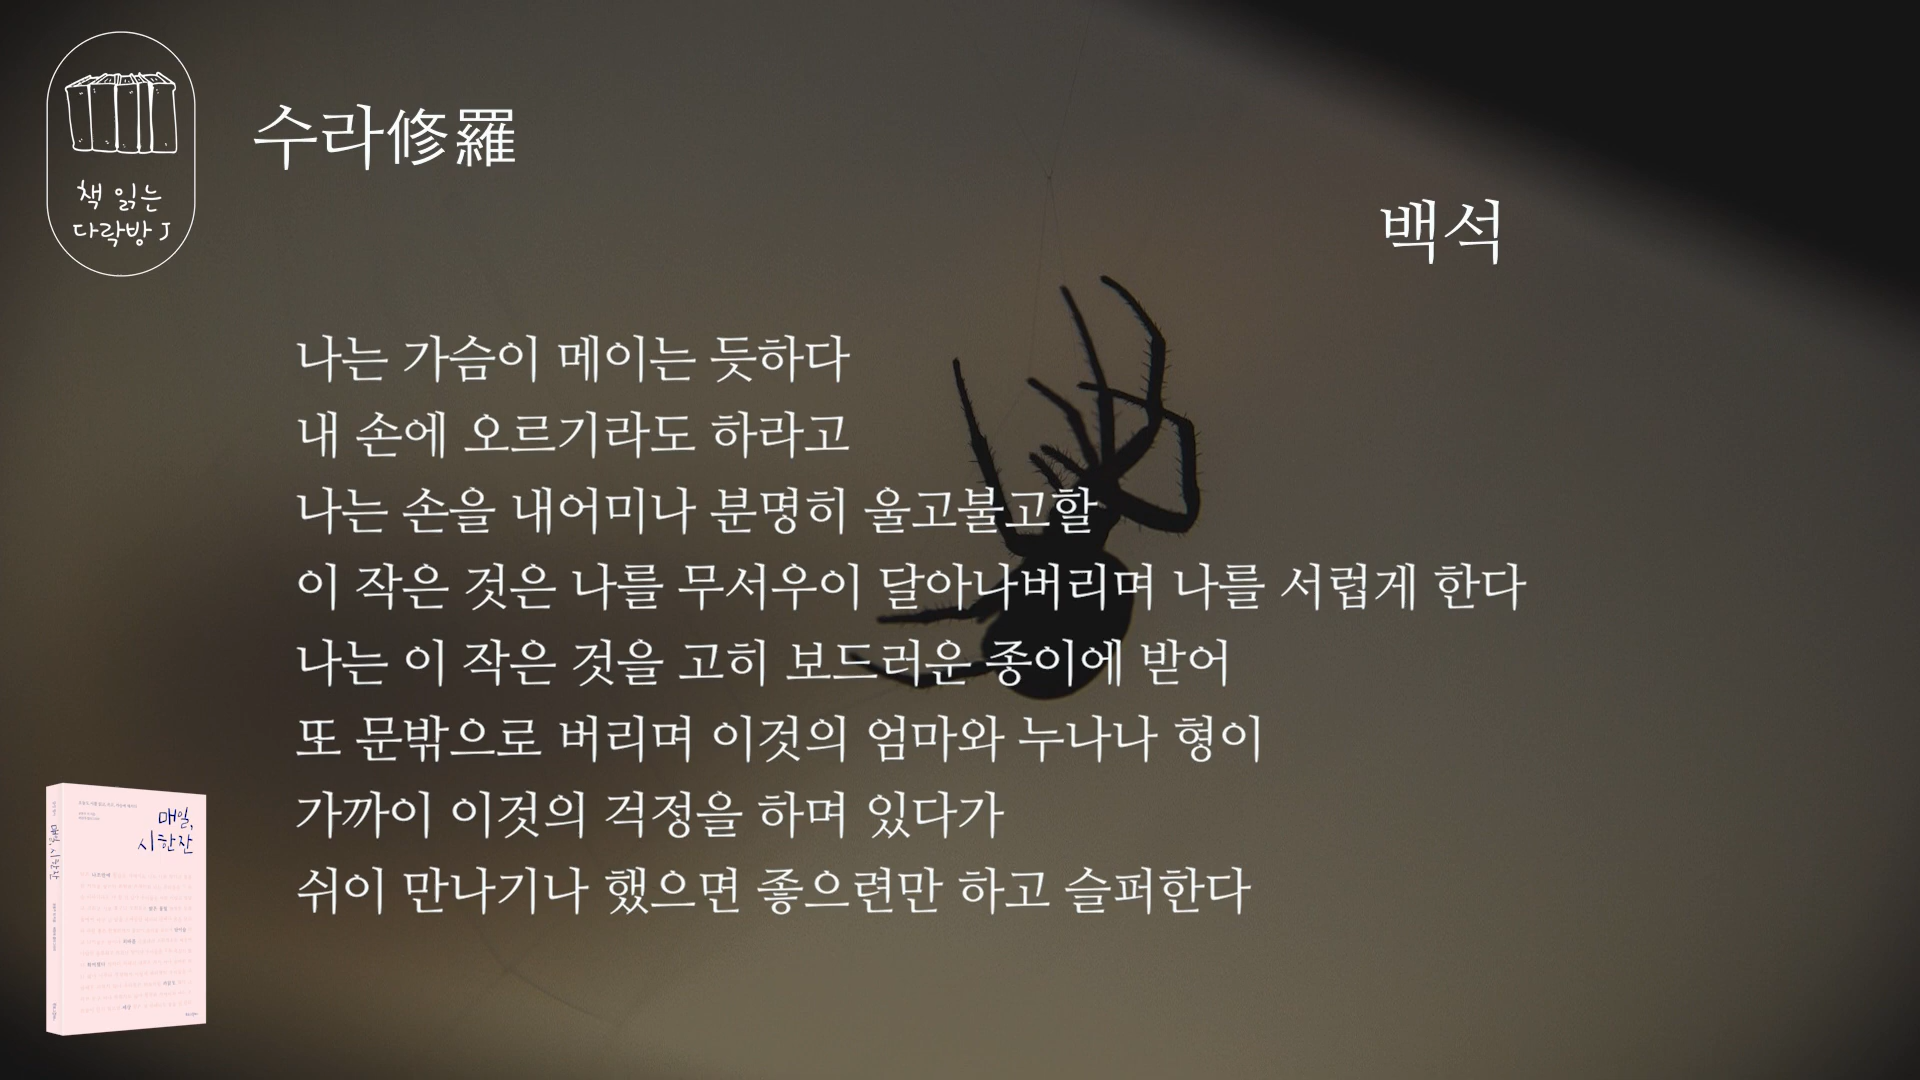 책 읽는
다락방 J
수라修羅
백석
나는 가슴이 메이는 듯하다
내 손에 오르기라도 하라고
나는 손을 내어미나 분명히 울고불고할
이 작은 것은 나를 무서우이 달아나버리며 나를 서럽게 한다
나는 이 작은 것을 고히 보드러운 종이에 받어
또 문밖으로 버리며 이것의 엄마와 누나나 형이
가까이 이것의 걱정을 하며 있다가
쉬이 만나기나 했으면 좋으련만 하고 슬퍼한다
매일,
시 한 잔
매일, 시 한 잔